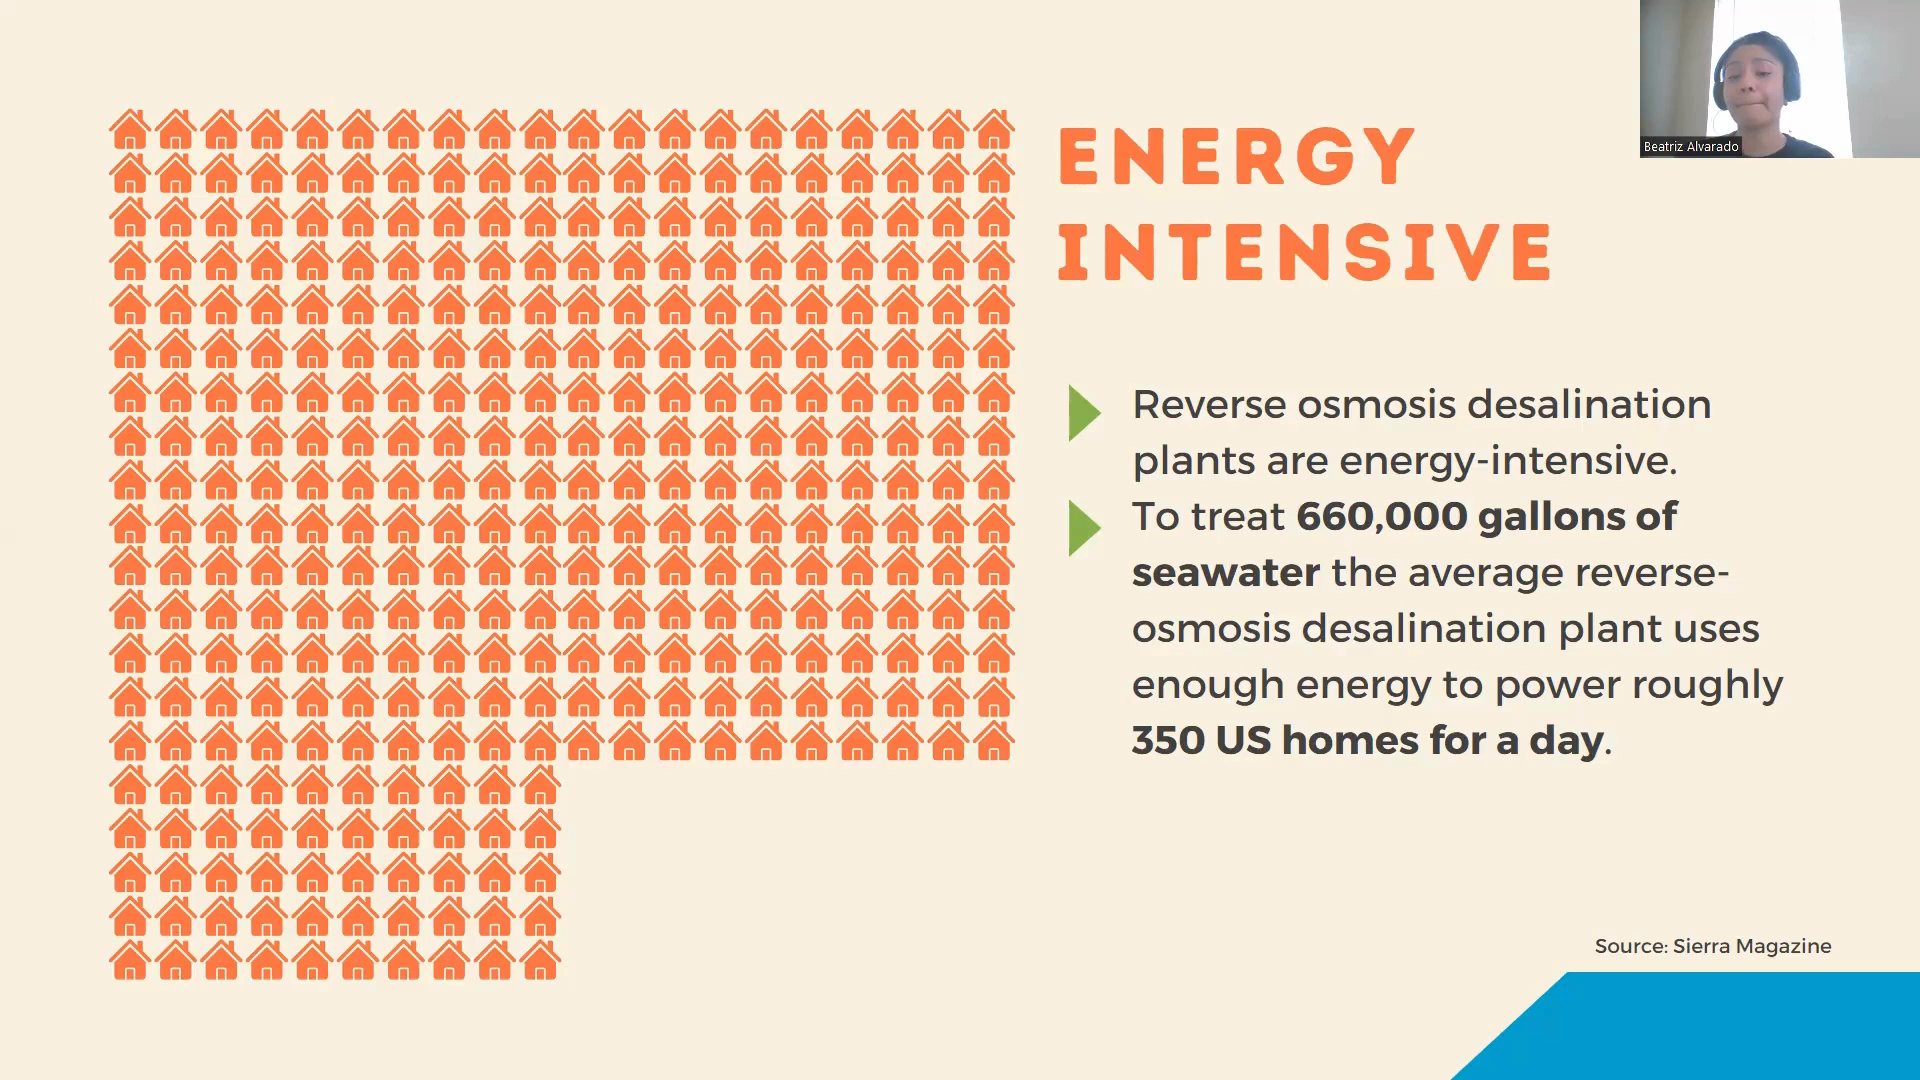 Beatriz Alvarado
ENERGY
INTENSIVE
Reverse osmosis desalination
plants are energy-intensive.
To treat 660,000 gallons of
seawater the average reverse-
osmosis desalination plant uses
enough energy to power roughly
350 US homes for a day.
Source: Sierra Magazine